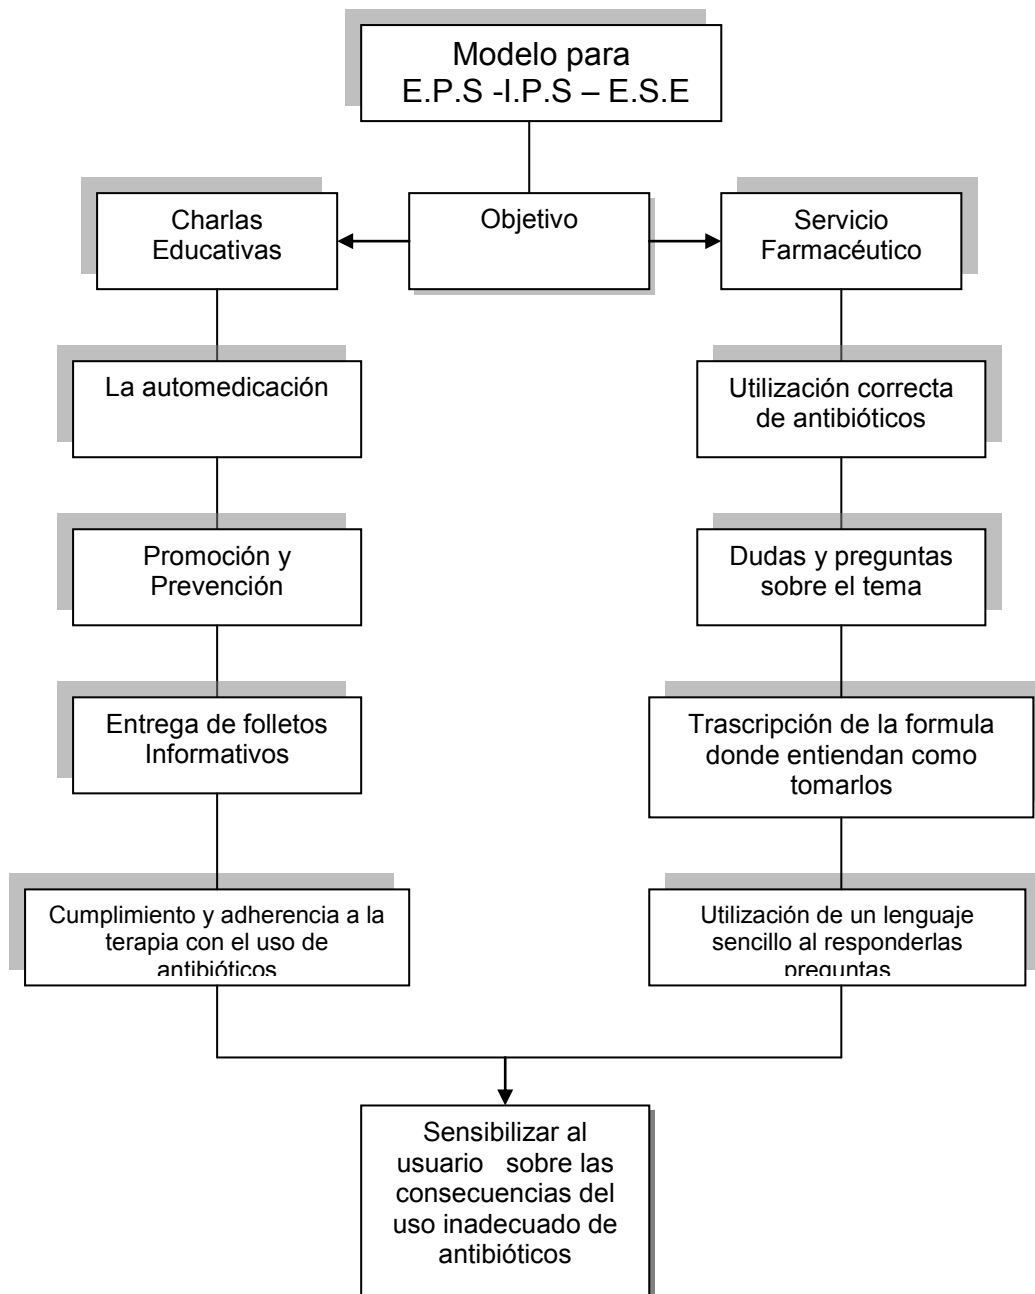 Modelo para
E.P.S -I.P.S – E.S.E
Objetivo
Charlas
Educativas
Servicio
Farmacéutico
La automedicación
Utilización correcta
de antibióticos
Promoción y
Prevención
Dudas y preguntas
sobre el tema
Entrega de folletos
Informativos
Trascripción de la formula
donde entiendan como
tomarlos
Cumplimiento y adherencia a la
terapia con el uso de
antibióticos
Utilización de un lenguaje
sencillo al responderlas
preguntas
Sensibilizar al
usuario sobre las
consecuencias del
uso inadecuado de
antibióticos